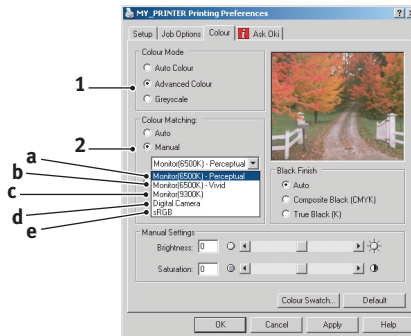 MY_PRINTER Printing Preferences
Setup
Job Options
Colour
Ask Oki
Colour Mode
Auto Colour
1
Advanced Colour
Greyscale
Colour Matching:
Auto
2
Manual
Monitor(6500K) - Perceptual
a
Monitor(6500K) - Perceptual
b
Monitor(6500K) - Vivid
c
Monitor(9300K)
d
Digital Camera
e
sRGB
Black Finish
Auto
Composite Black (CMYK)
True Black (K)
Manual Settings
Brightness:
0
Saturation:
0
Colour Swatch...
Default
OK
Cancel
Apply
Help